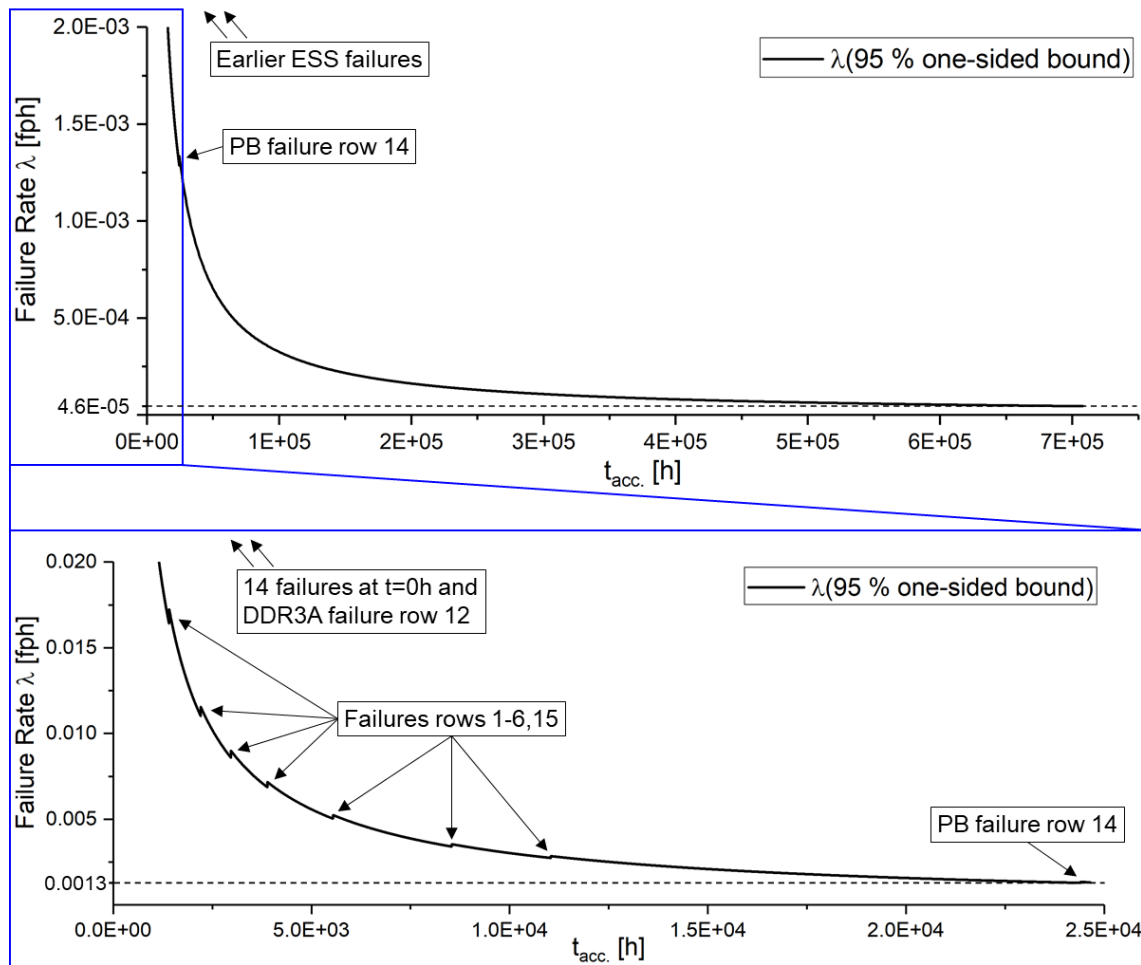 2.0E-03
Earlier ESS failures
λ(95 % one-sided bound)
1.5E-03
PB failure row 14
1.0E-03
5.0E-04
4.6E-05
Failure Rate λ [fph]
0E+00 1E+05 2E+05 3E+05 4E+05 5E+05 6E+05 7E+05
tacc. [h]
0.020
14 failures at t=0h and
DDR3A failure row 12
λ(95 % one-sided bound)
0.015
Failures rows 1-6,15
0.010
0.005
PB failure row 14
0.0013
Failure Rate λ [fph]
0.0E+00 5.0E+03 1.0E+04 1.5E+04 2.0E+04 2.5E+04
tacc. [h]